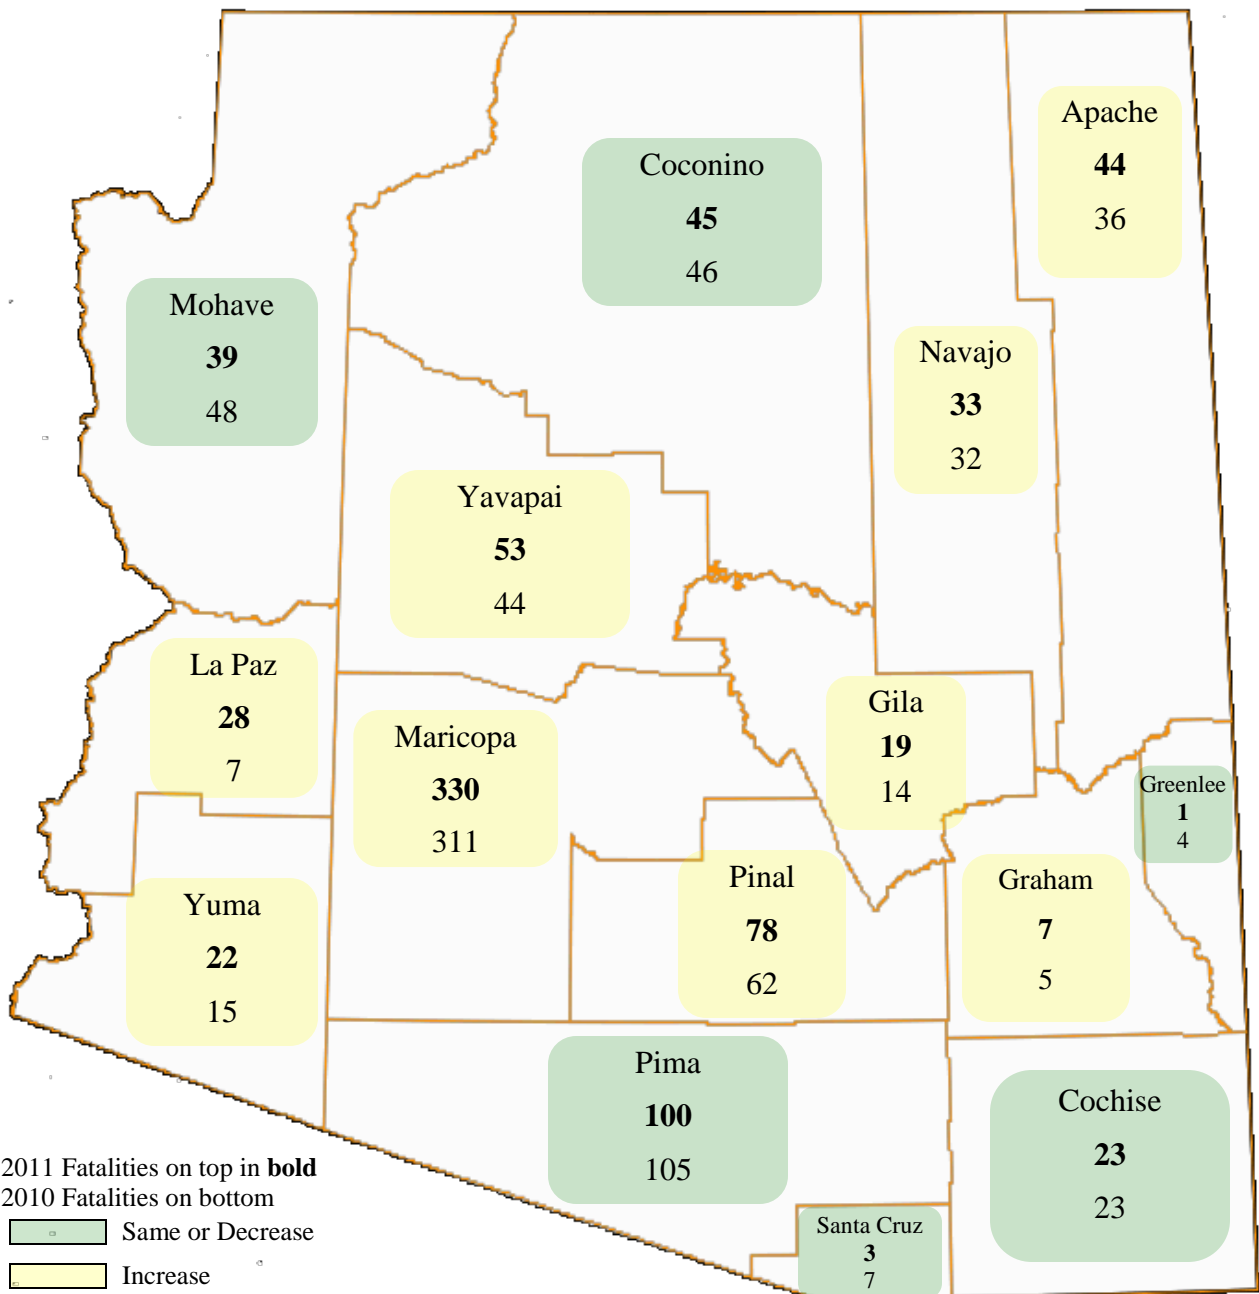 Apache
44
36
Coconino
45
46
Mohave
39
48
Navajo
33
32
Yavapai
53
44
La Paz
28
7
Gila
19
14
Maricopa
330
311
Greenlee
1
4
Pinal
78
62
Graham
7
5
Yuma
22
15
Pima
100
105
Cochise
23
23
Santa Cruz
3
7
2011 Fatalities on top in bold
2010 Fatalities on bottom
Same or Decrease
Increase